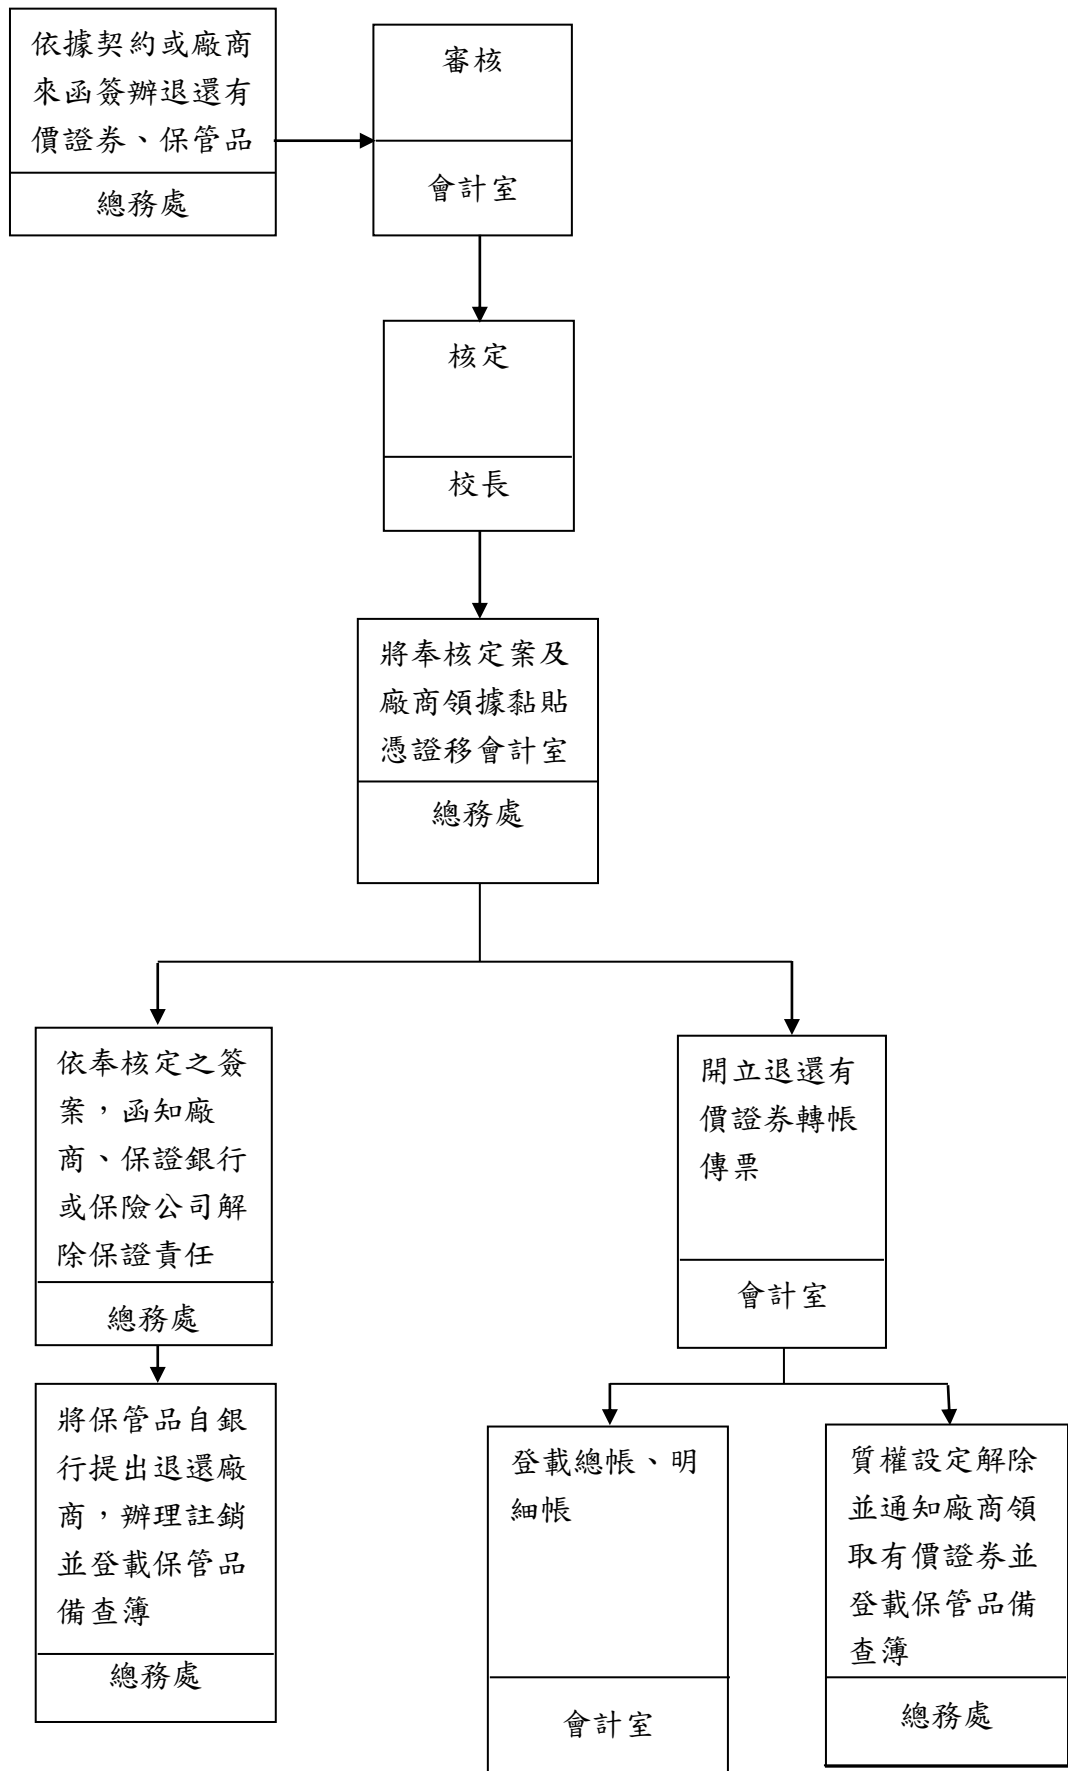 依據契約或廠商
來函簽辦退還有
價證券、保管品
總務處
審核
會計室
核定
校長
將奉核定案及
廠商領據黏貼
憑證移會計室
總務處
依奉核定之簽
案，函知廠
商、保證銀行
或保險公司解
除保證責任
總務處
將保管品自銀
行提出退還廠
商，辦理註銷
並登載保管品
備查簿
總務處
開立退還有
價證券轉帳
傳票
會計室
登載總帳、明
細帳
會計室
質權設定解除
並通知廠商領
取有價證券並
登載保管品備
查簿
總務處